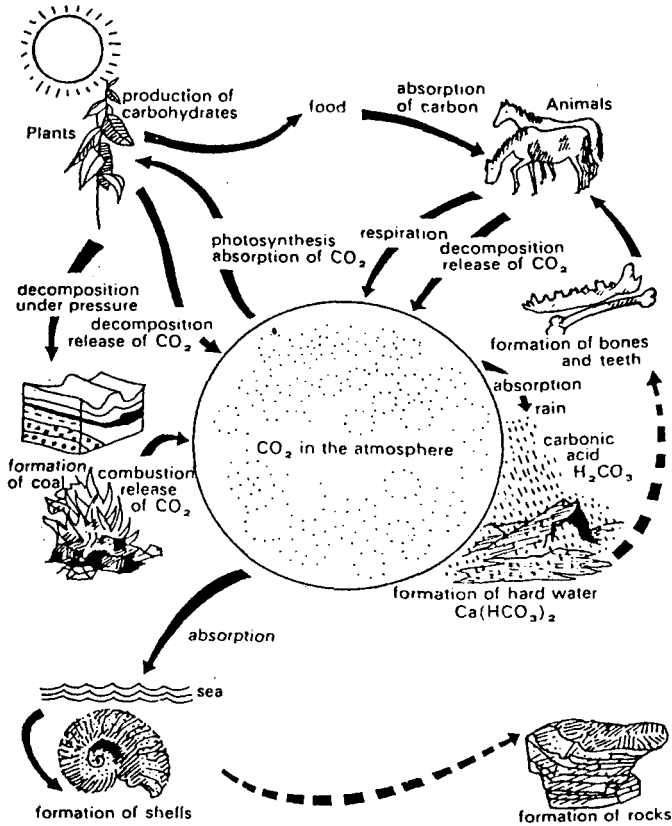 production of
carbohydrates
food
absorption
of carbon
Animals
Plants
photosynthesis
absorption of CO₂
respiration
decomposition
release of CO₂
decomposition
under pressure
decomposition
release of CO₂
formation of bones
and teeth
absorption
rain
carbonic
acid
H₂CO₃
CO₂ in the atmosphere
formation
of coal
combustion
release
of CO₂
formation of hard water
Ca(HCO₃)₂
absorption
sea
formation of shells
formation of rocks